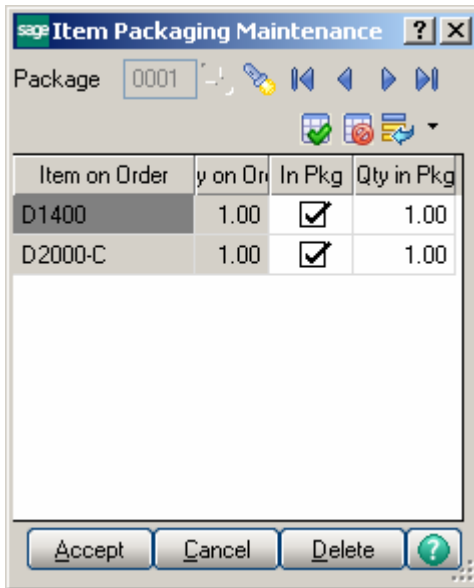 sage Item Packaging Maintenance ? ×
Package 0001
Item on Order y on Or In Pkg Qty in Pkg
D1400 1.00 1.00
D2000-C 1.00 1.00
Accept Cancel Delete ?